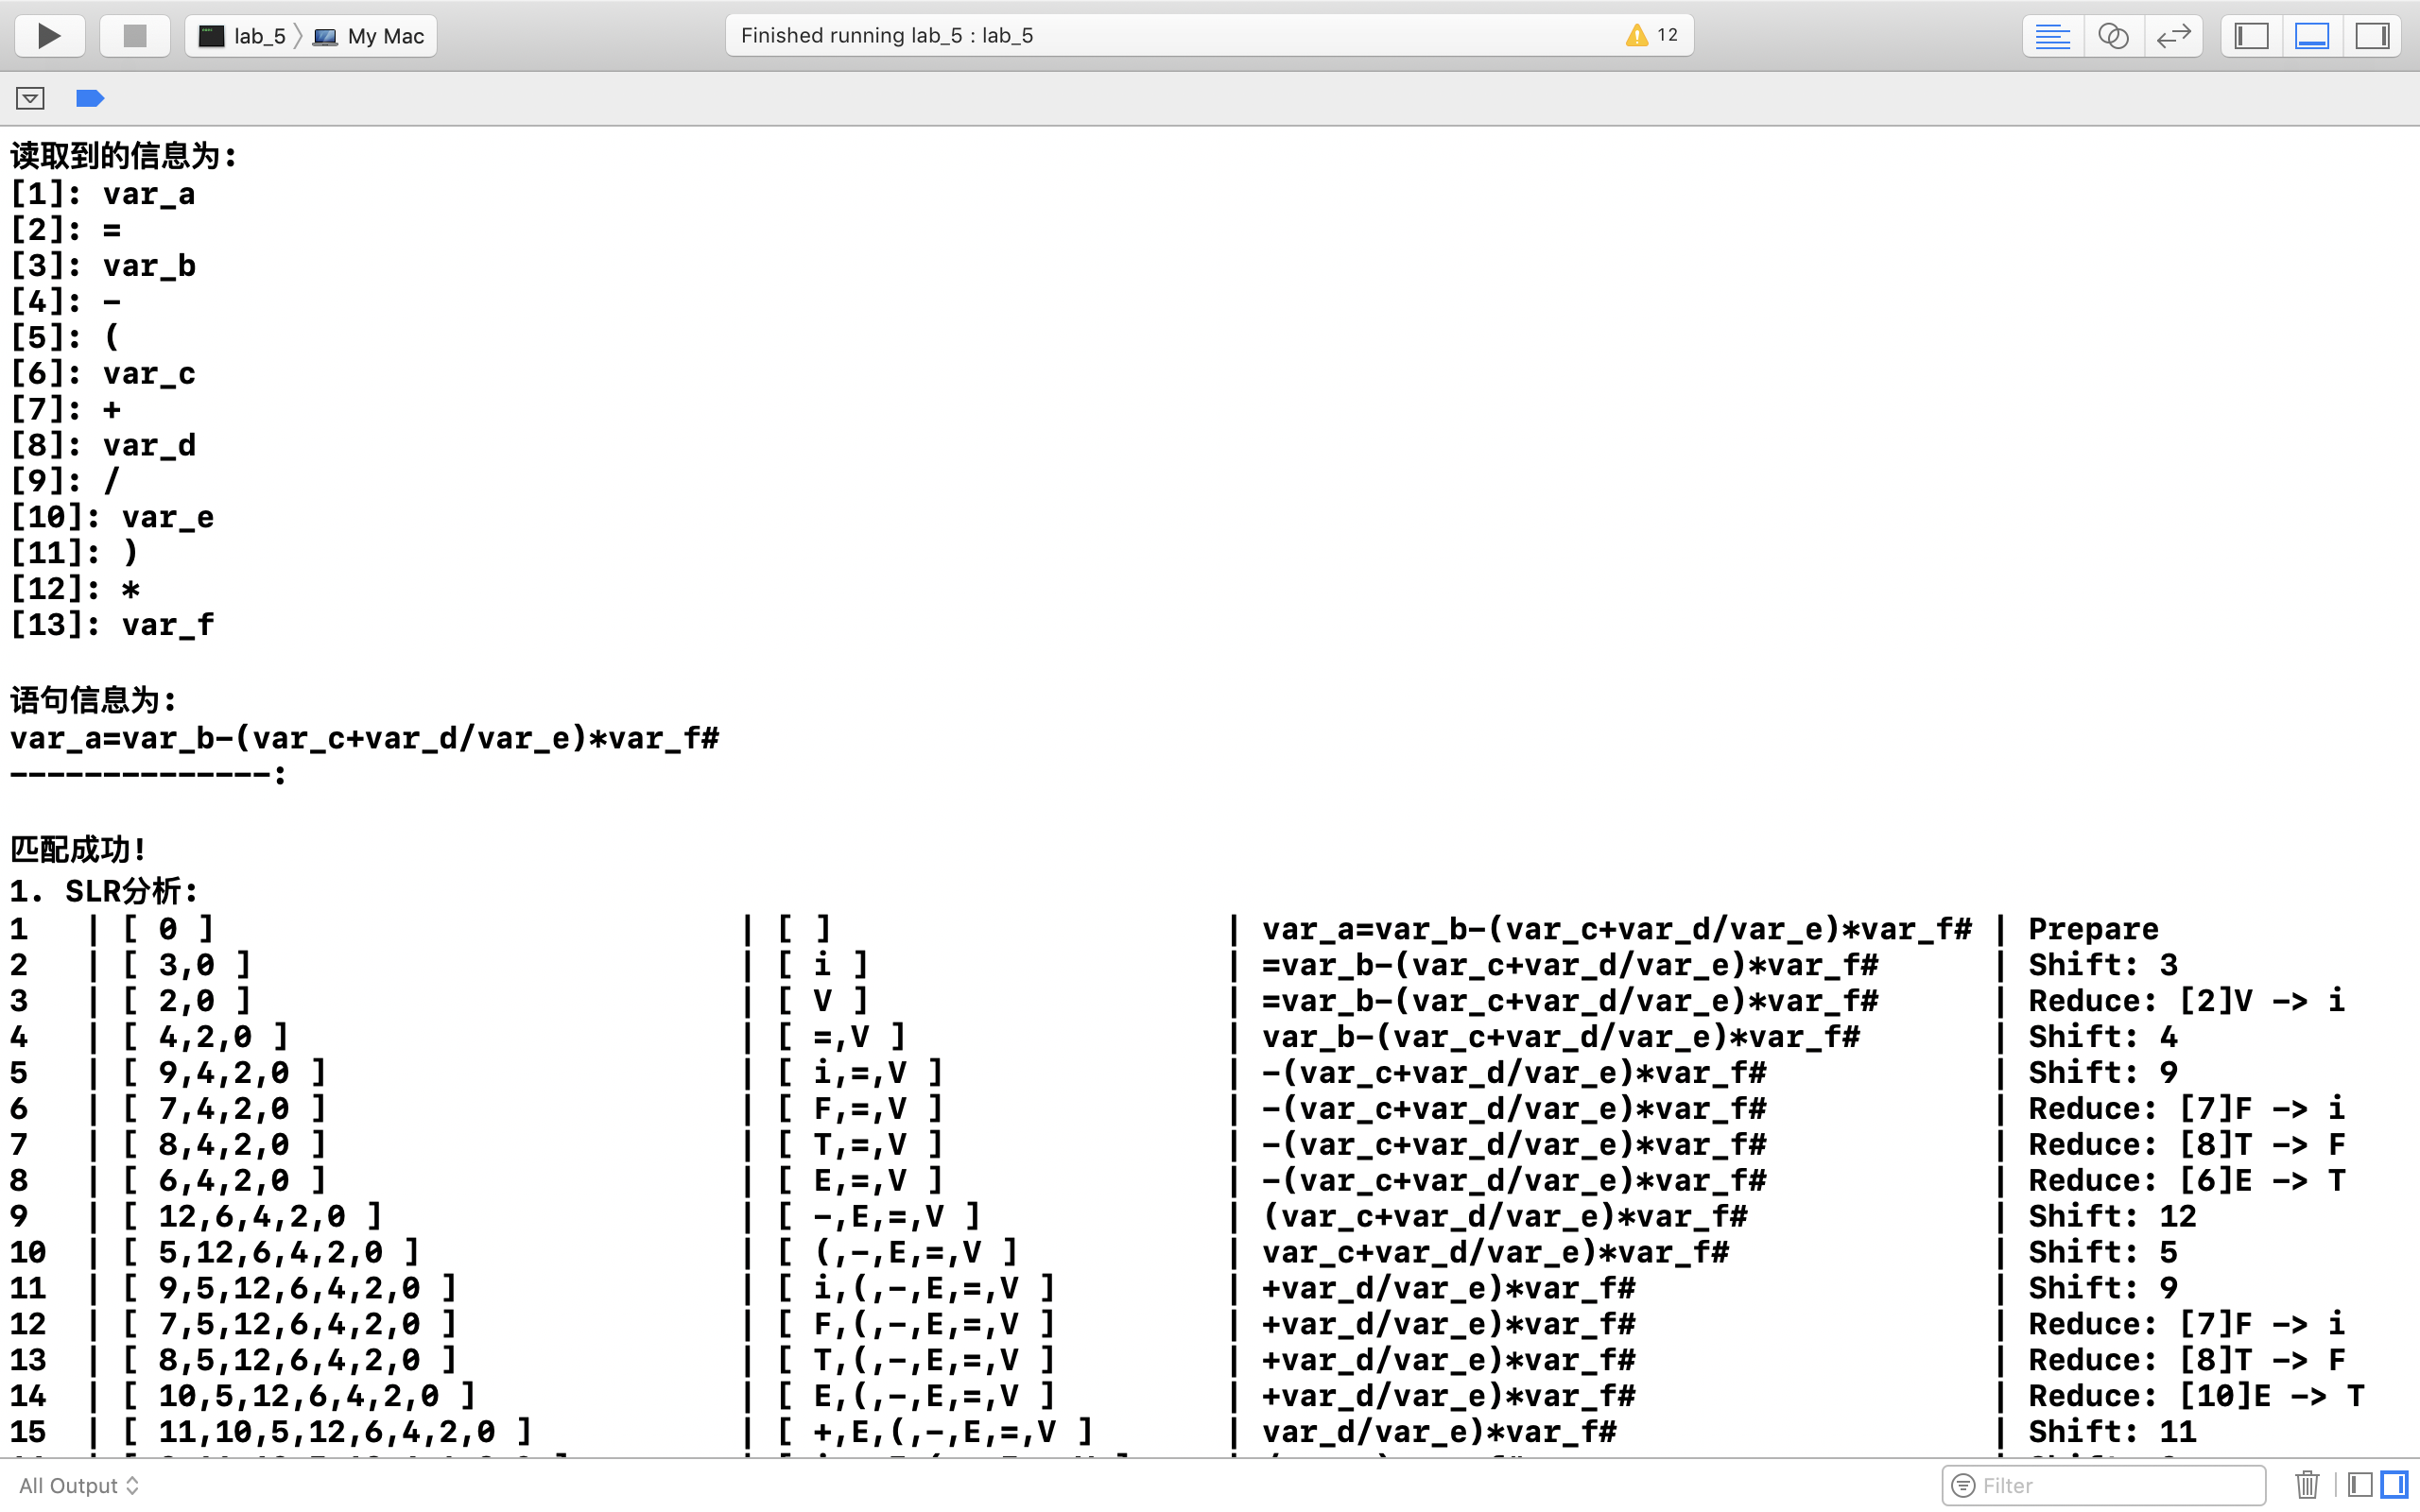 lab_5 My Mac Finished running lab_5 : lab_5 12
读取到的信息为:
[1]: var_a
[2]: =
[3]: var_b
[4]: -
[5]: (
[6]: var_c
[7]: +
[8]: var_d
[9]: /
[10]: var_e
[11]: )
[12]: *
[13]: var_f
语句信息为:
var_a=var_b-(var_c+var_d/var_e)*var_f#
--------------:
匹配成功!
1. SLR分析:
1 | [ 0 ] | [ ] | var_a=var_b-(var_c+var_d/var_e)*var_f# | Prepare
2 | [ 3,0 ] | [ i ] | =var_b-(var_c+var_d/var_e)*var_f# | Shift: 3
3 | [ 2,0 ] | [ V ] | =var_b-(var_c+var_d/var_e)*var_f# | Reduce: [2]V -> i
4 | [ 4,2,0 ] | [ =,V ] | var_b-(var_c+var_d/var_e)*var_f# | Shift: 4
5 | [ 9,4,2,0 ] | [ i,=,V ] | -(var_c+var_d/var_e)*var_f# | Shift: 9
6 | [ 7,4,2,0 ] | [ F,=,V ] | -(var_c+var_d/var_e)*var_f# | Reduce: [7]F -> i
7 | [ 8,4,2,0 ] | [ T,=,V ] | -(var_c+var_d/var_e)*var_f# | Reduce: [8]T -> F
8 | [ 6,4,2,0 ] | [ E,=,V ] | -(var_c+var_d/var_e)*var_f# | Reduce: [6]E -> T
9 | [ 12,6,4,2,0 ] | [ -,E,=,V ] | (var_c+var_d/var_e)*var_f# | Shift: 12
10 | [ 5,12,6,4,2,0 ] | [ (,-,E,=,V ] | var_c+var_d/var_e)*var_f# | Shift: 5
11 | [ 9,5,12,6,4,2,0 ] | [ i,(,-,E,=,V ] | +var_d/var_e)*var_f# | Shift: 9
12 | [ 7,5,12,6,4,2,0 ] | [ F,(,-,E,=,V ] | +var_d/var_e)*var_f# | Reduce: [7]F -> i
13 | [ 8,5,12,6,4,2,0 ] | [ T,(,-,E,=,V ] | +var_d/var_e)*var_f# | Reduce: [8]T -> F
14 | [ 10,5,12,6,4,2,0 ] | [ E,(,-,E,=,V ] | +var_d/var_e)*var_f# | Reduce: [10]E -> T
15 | [ 11,10,5,12,6,4,2,0 ] | [ +,E,(,-,E,=,V ] | var_d/var_e)*var_f# | Shift: 11
All Output Filter